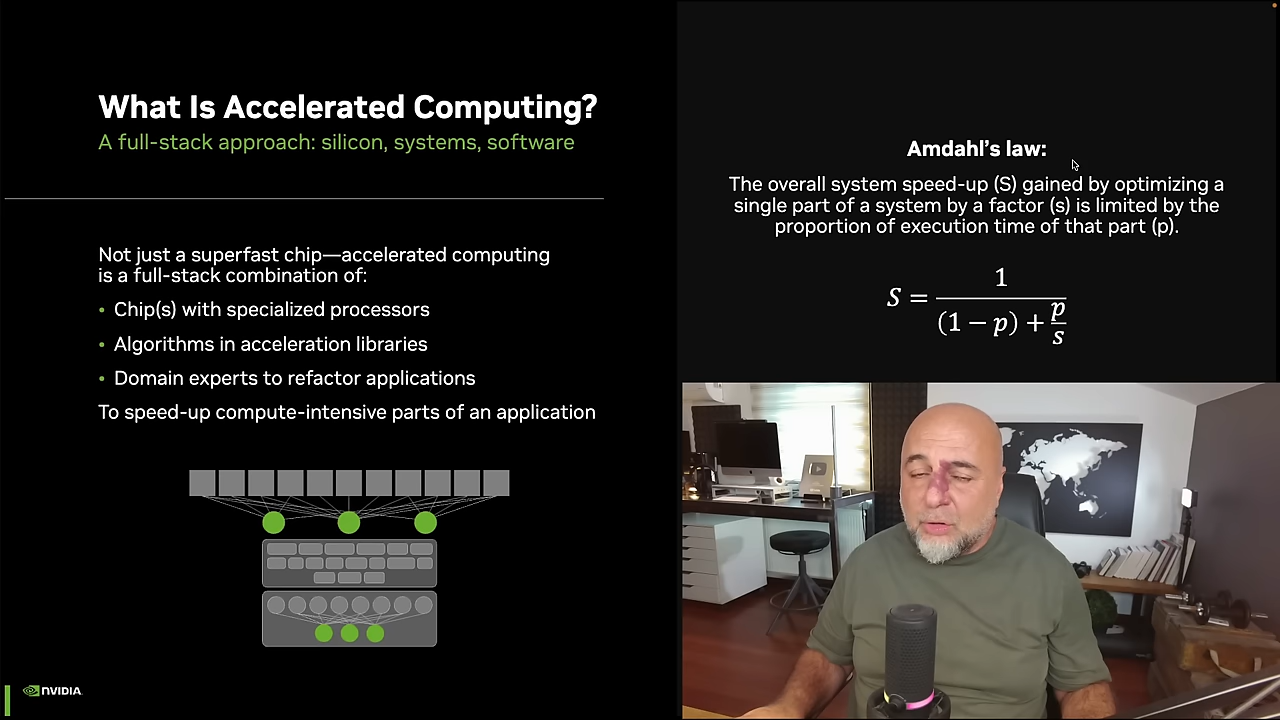 What Is Accelerated Computing?
A full-stack approach: silicon, systems, software
Not just a superfast chip—accelerated computing
is a full-stack combination of:
• Chip(s) with specialized processors
• Algorithms in acceleration libraries
• Domain experts to refactor applications
To speed-up compute-intensive parts of an application
NVIDIA
Amdahl’s law:
The overall system speed-up (S) gained by optimizing a
single part of a system by a factor (s) is limited by the
proportion of execution time of that part (p).
S = 1 / ((1 − p) + p/s)